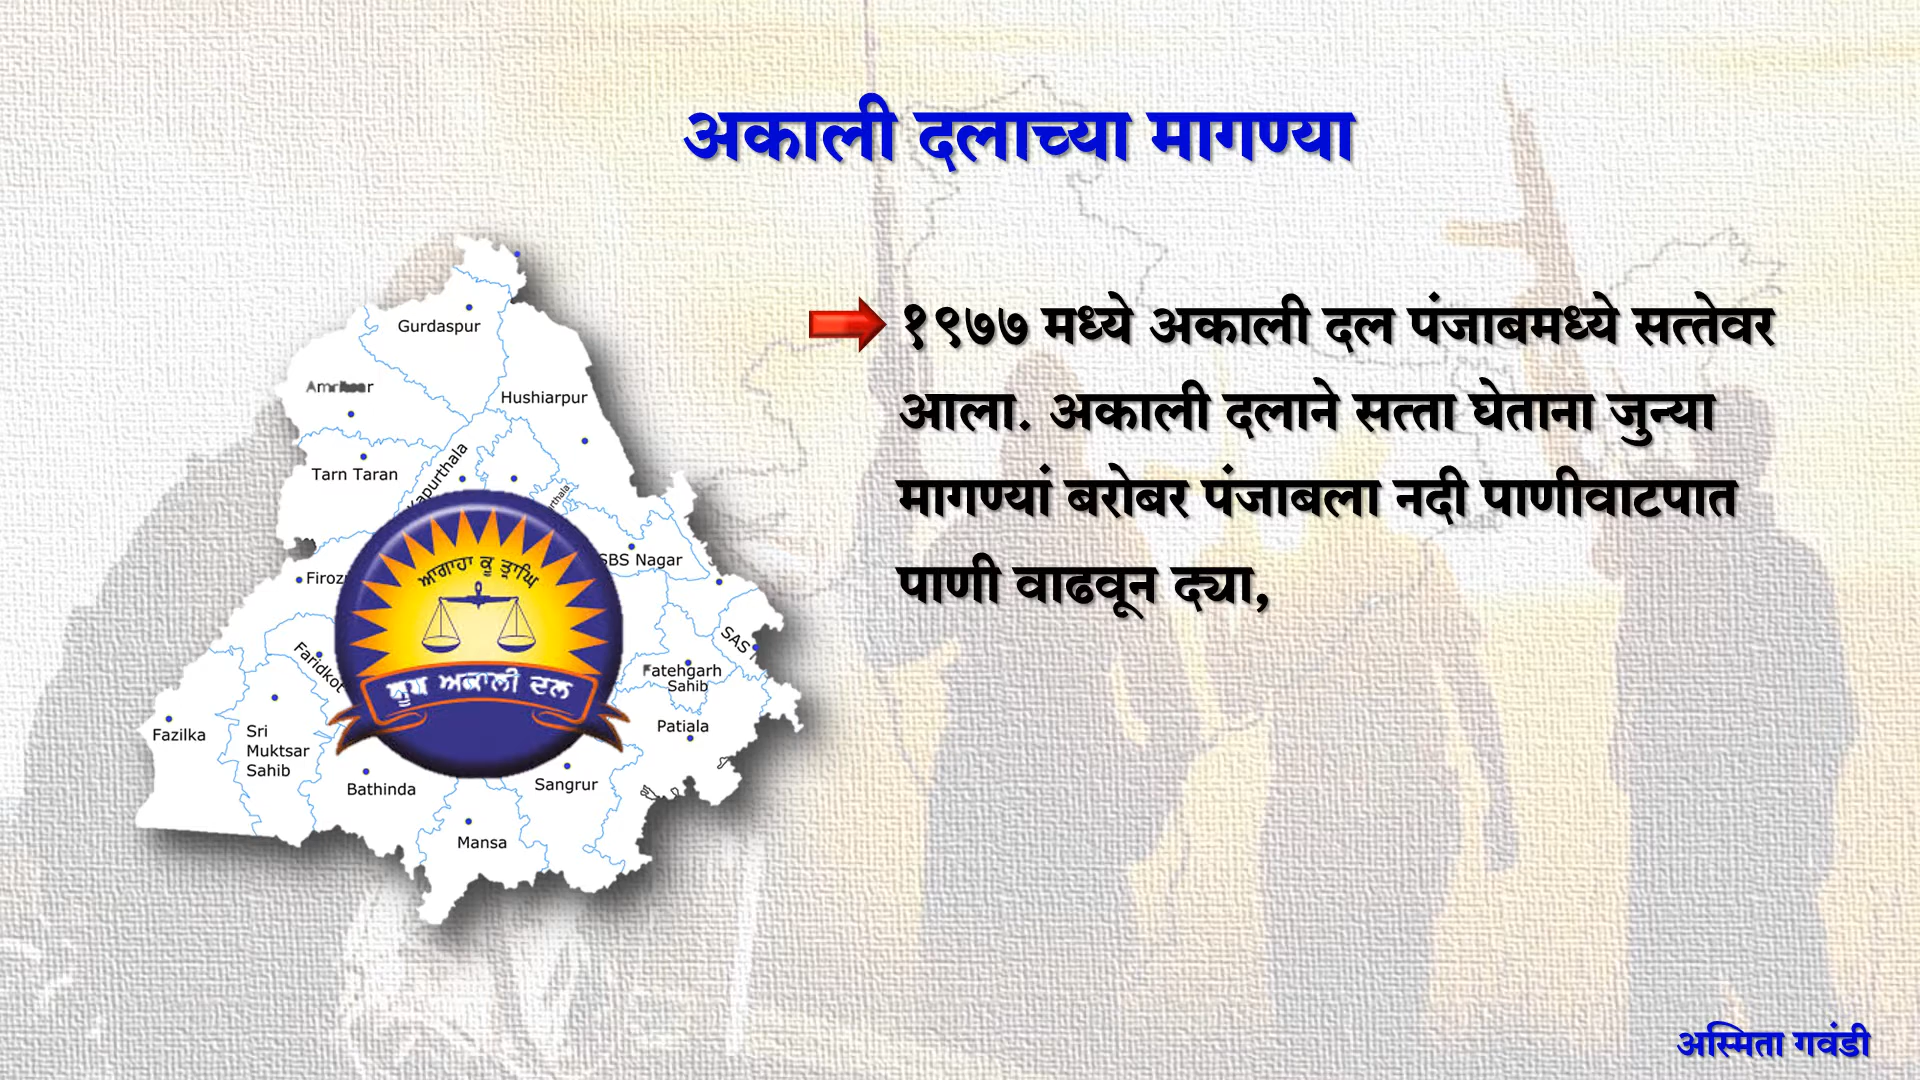 अकाली दलाच्या मागण्या
१९७७ मध्ये अकाली दल पंजाबमध्ये सत्तेवर
आला. अकाली दलाने सत्ता घेताना जुन्या
मागण्यां बरोबर पंजाबला नदी पाणीवाटपात
पाणी वाढवून द्या,
Gurdaspur
Hushiarpur
Tarn Taran
Kapurthala
SBS Nagar
ਅਕਾਲੀ ਦਲ
SAS
Faridkot
Fatehgarh
Sahib
Fazilka
Sri
Muktsar
Sahib
Patiala
Bathinda
Sangrur
Mansa
अस्मिता गवंडी